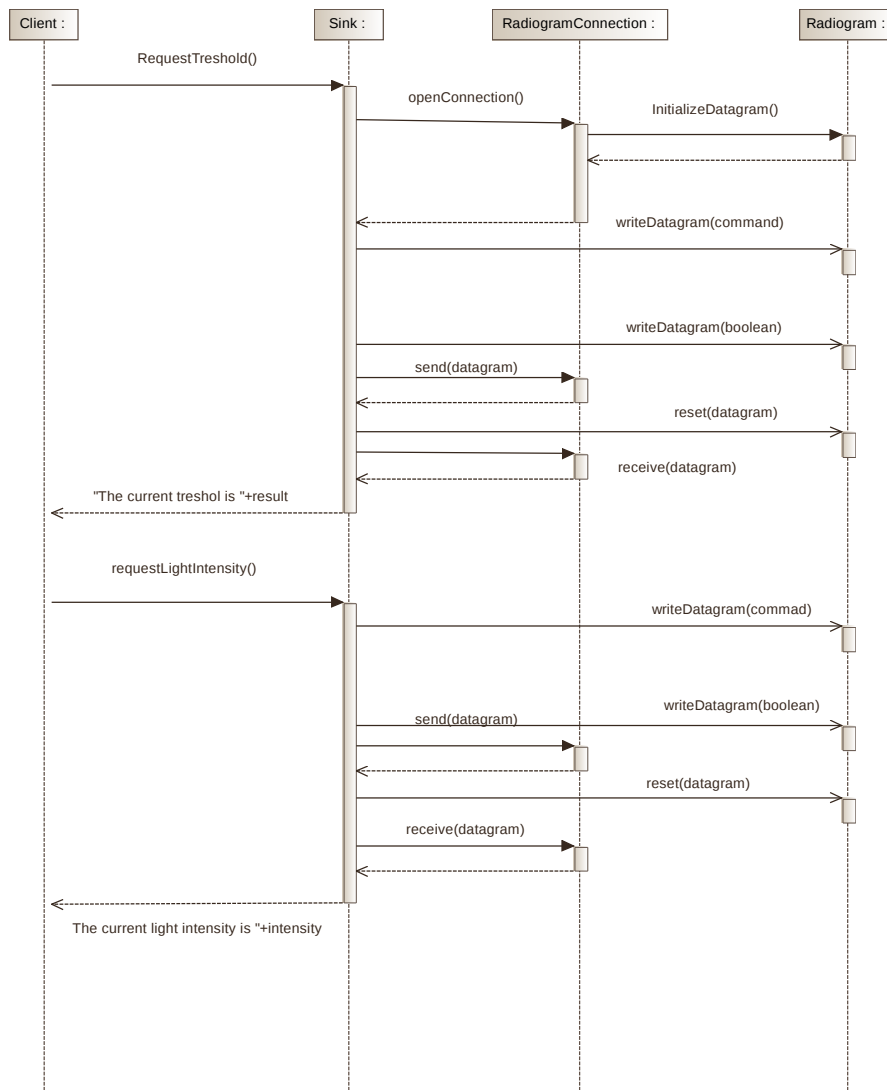 Client :
Sink :
RadiogramConnection :
Radiogram :
RequestTreshold()
openConnection()
InitializeDatagram()
writeDatagram(command)
writeDatagram(boolean)
send(datagram)
reset(datagram)
receive(datagram)
"The current treshol is "+result
requestLightIntensity()
writeDatagram(commad)
writeDatagram(boolean)
send(datagram)
reset(datagram)
receive(datagram)
The current light intensity is "+intensity